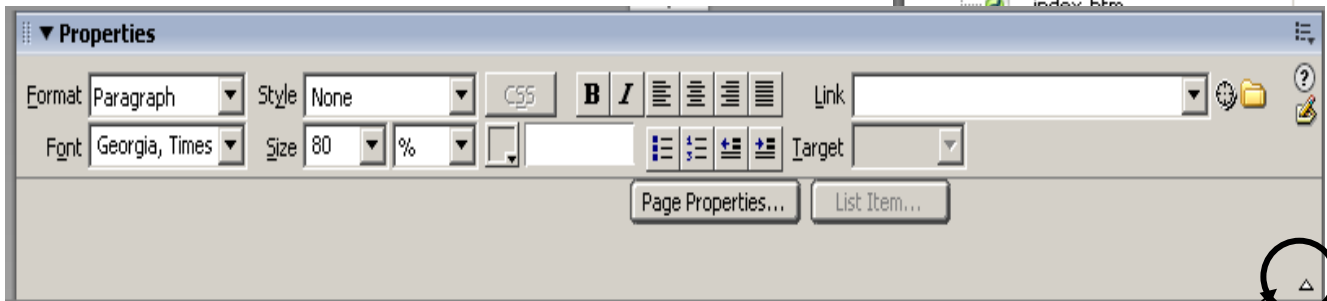 index.htm
Properties
Format Paragraph Style None CSS B I Link
Font Georgia, Times Size 80 % Target
Page Properties... List Item...